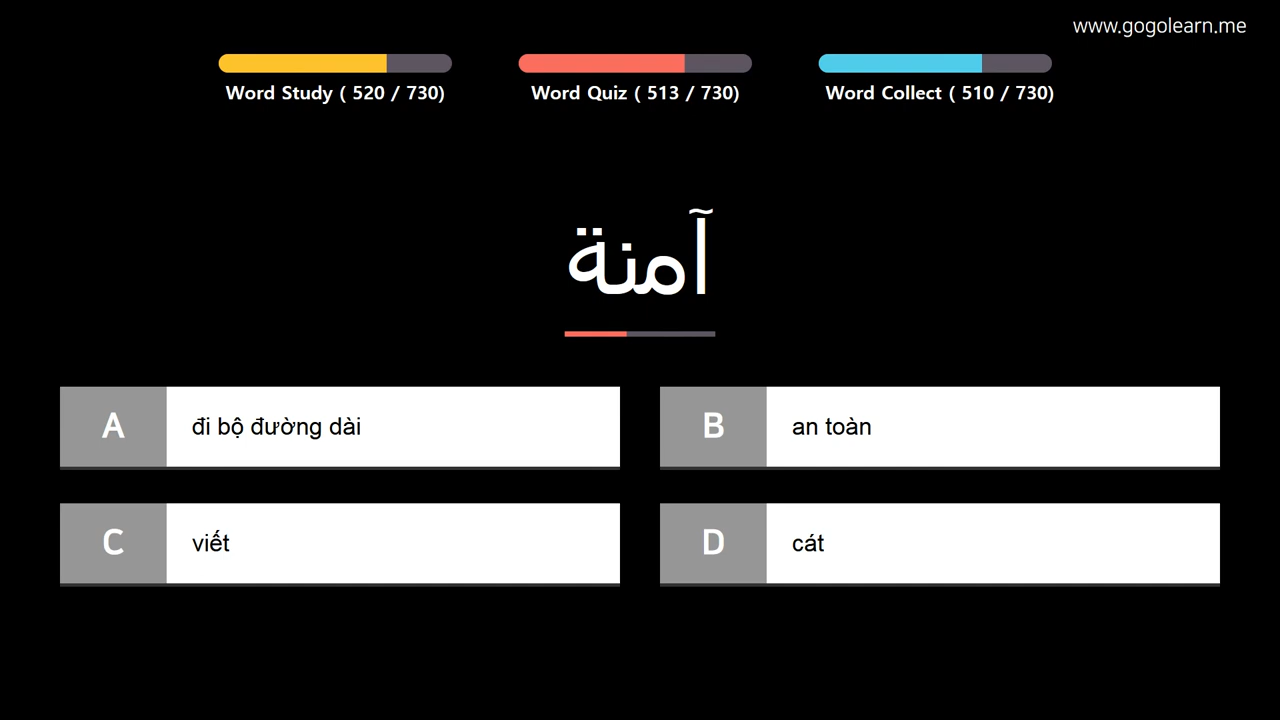 www.gogolearn.me
Word Study ( 520 / 730)
Word Quiz ( 513 / 730)
Word Collect ( 510 / 730)
آمنة
A
đi bộ đường dài
B
an toàn
C
viết
D
cát